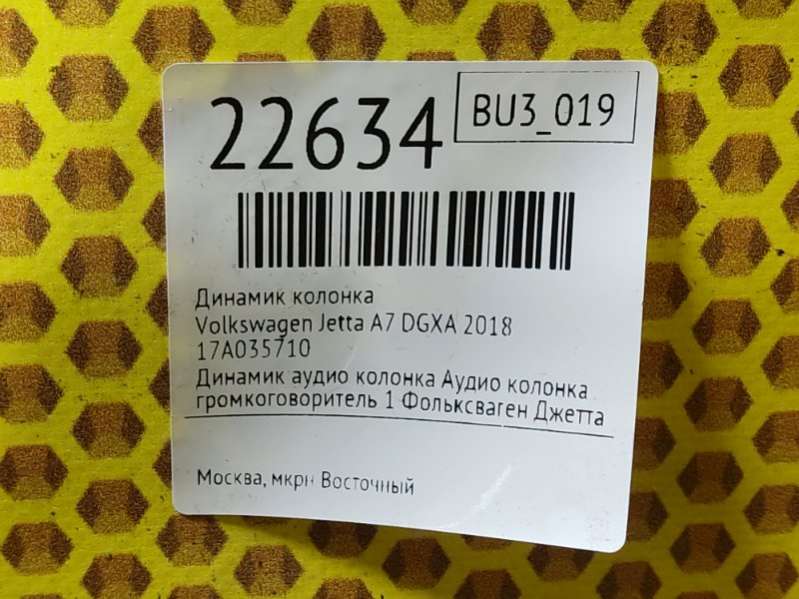 22634
BU3_019
Динамик колонка
Volkswagen Jetta A7 DGXA 2018
17A035710
Динамик аудио колонка Аудио колонка
громкоговоритель 1 Фольксваген Джетта
Москва, мкрн Восточный